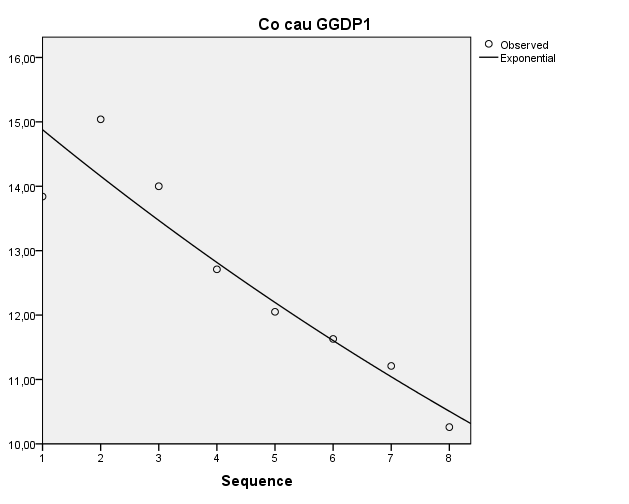 Co cau GGDP1
Observed
Exponential
16,00
15,00
14,00
13,00
12,00
11,00
10,00
1 2 3 4 5 6 7 8
Sequence